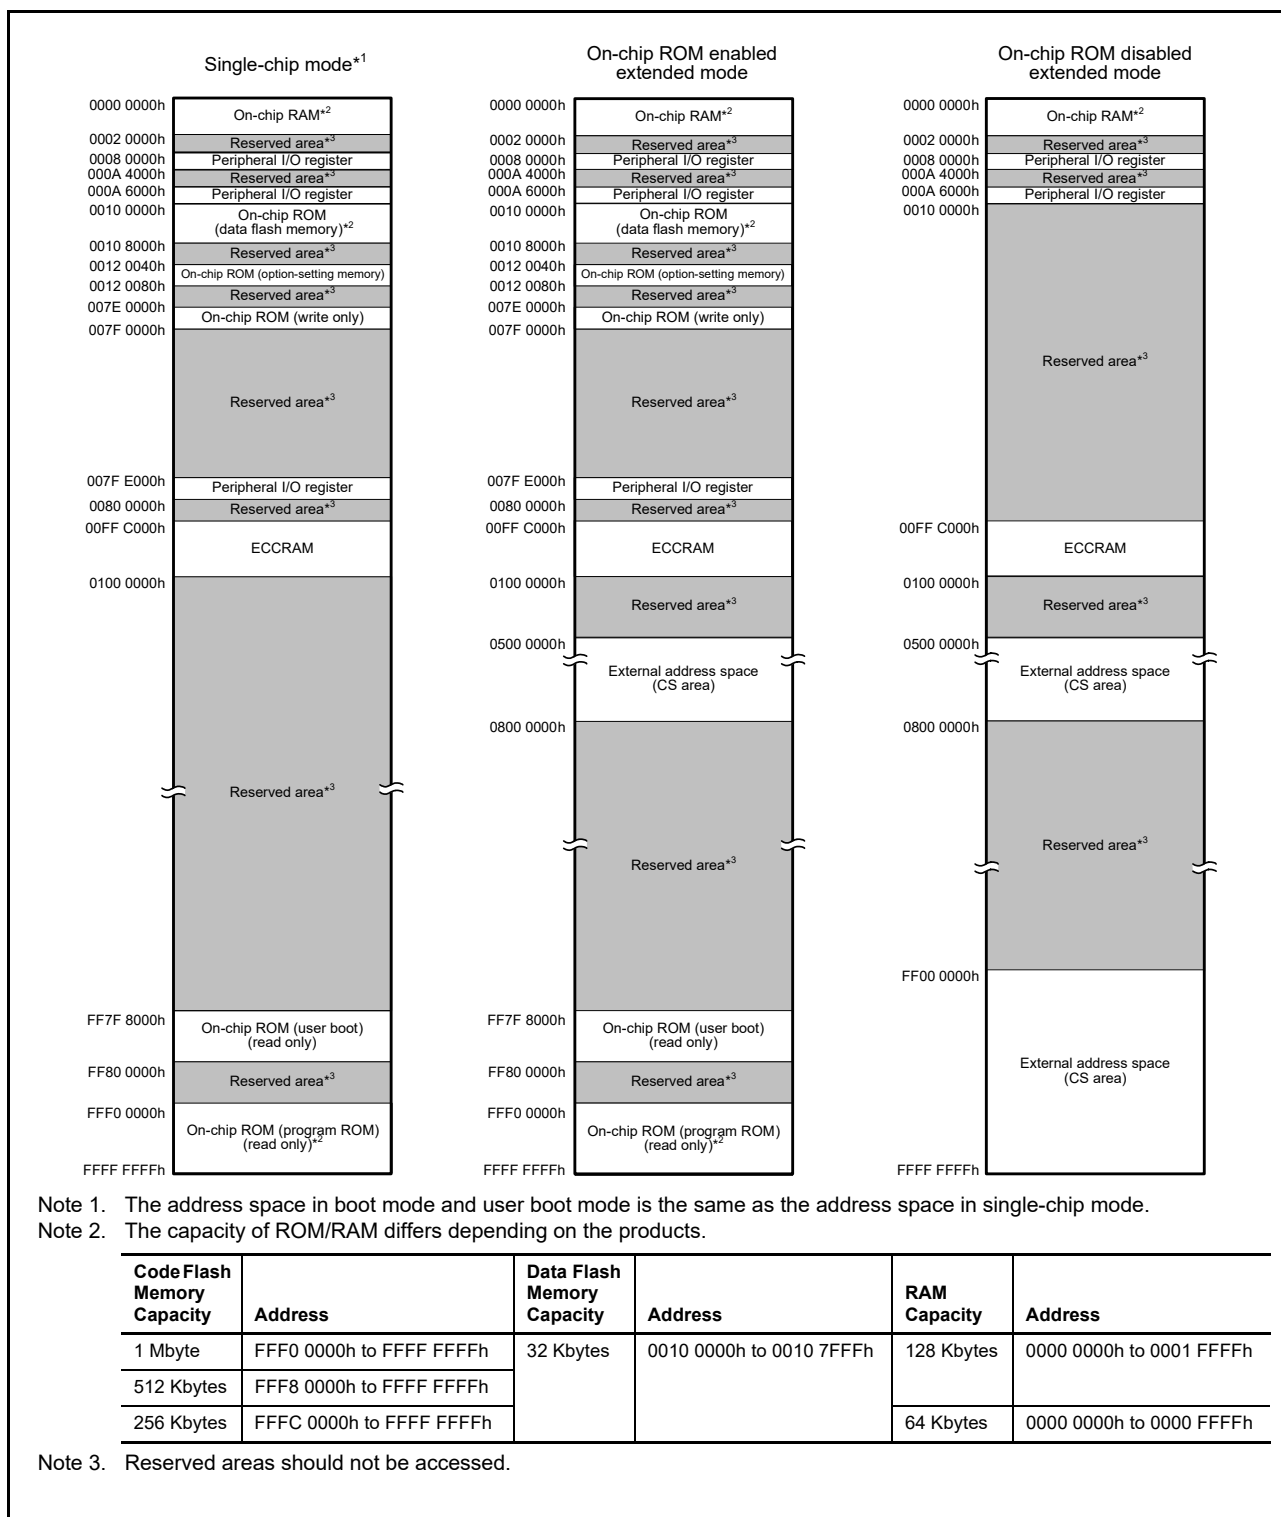 Single-chip mode*1
0000 0000h
On-chip RAM*2
0002 0000h
Reserved area*3
0008 0000h
Peripheral I/O register
000A 4000h
Reserved area*3
000A 6000h
Peripheral I/O register
0010 0000h
On-chip ROM
(data flash memory)*2
0010 8000h
Reserved area*3
0012 0040h
On-chip ROM (option-setting memory)
0012 0080h
Reserved area*3
007E 0000h
On-chip ROM (write only)
007F 0000h
Reserved area*3
007F E000h
Peripheral I/O register
0080 0000h
Reserved area*3
00FF C000h
ECCRAM
0100 0000h
Reserved area*3
FF7F 8000h
On-chip ROM (user boot)
(read only)
FF80 0000h
Reserved area*3
FFF0 0000h
On-chip ROM (program ROM)
(read only)*2
FFFF FFFFh
On-chip ROM enabled
extended mode
0000 0000h
On-chip RAM*2
0002 0000h
Reserved area*3
0008 0000h
Peripheral I/O register
000A 4000h
Reserved area*3
000A 6000h
Peripheral I/O register
0010 0000h
On-chip ROM
(data flash memory)*2
0010 8000h
Reserved area*3
0012 0040h
On-chip ROM (option-setting memory)
0012 0080h
Reserved area*3
007E 0000h
On-chip ROM (write only)
007F 0000h
Reserved area*3
007F E000h
Peripheral I/O register
0080 0000h
Reserved area*3
00FF C000h
ECCRAM
0100 0000h
Reserved area*3
0500 0000h
External address space
(CS area)
0800 0000h
Reserved area*3
FF7F 8000h
On-chip ROM (user boot)
(read only)
FF80 0000h
Reserved area*3
FFF0 0000h
On-chip ROM (program ROM)
(read only)*2
FFFF FFFFh
On-chip ROM disabled
extended mode
0000 0000h
On-chip RAM*2
0002 0000h
Reserved area*3
0008 0000h
Peripheral I/O register
000A 4000h
Reserved area*3
000A 6000h
Peripheral I/O register
0010 0000h
Reserved area*3
00FF C000h
ECCRAM
0100 0000h
Reserved area*3
0500 0000h
External address space
(CS area)
0800 0000h
Reserved area*3
FF00 0000h
External address space
(CS area)
FFFF FFFFh
Note 1. The address space in boot mode and user boot mode is the same as the address space in single-chip mode.
Note 2. The capacity of ROM/RAM differs depending on the products.
Code Flash Memory Capacity Address Data Flash Memory Capacity Address RAM Capacity Address
1 Mbyte FFF0 0000h to FFFF FFFFh 32 Kbytes 0010 0000h to 0010 7FFFh 128 Kbytes 0000 0000h to 0001 FFFFh
512 Kbytes FFF8 0000h to FFFF FFFFh
256 Kbytes FFFC 0000h to FFFF FFFFh 64 Kbytes 0000 0000h to 0000 FFFFh
Note 3. Reserved areas should not be accessed.